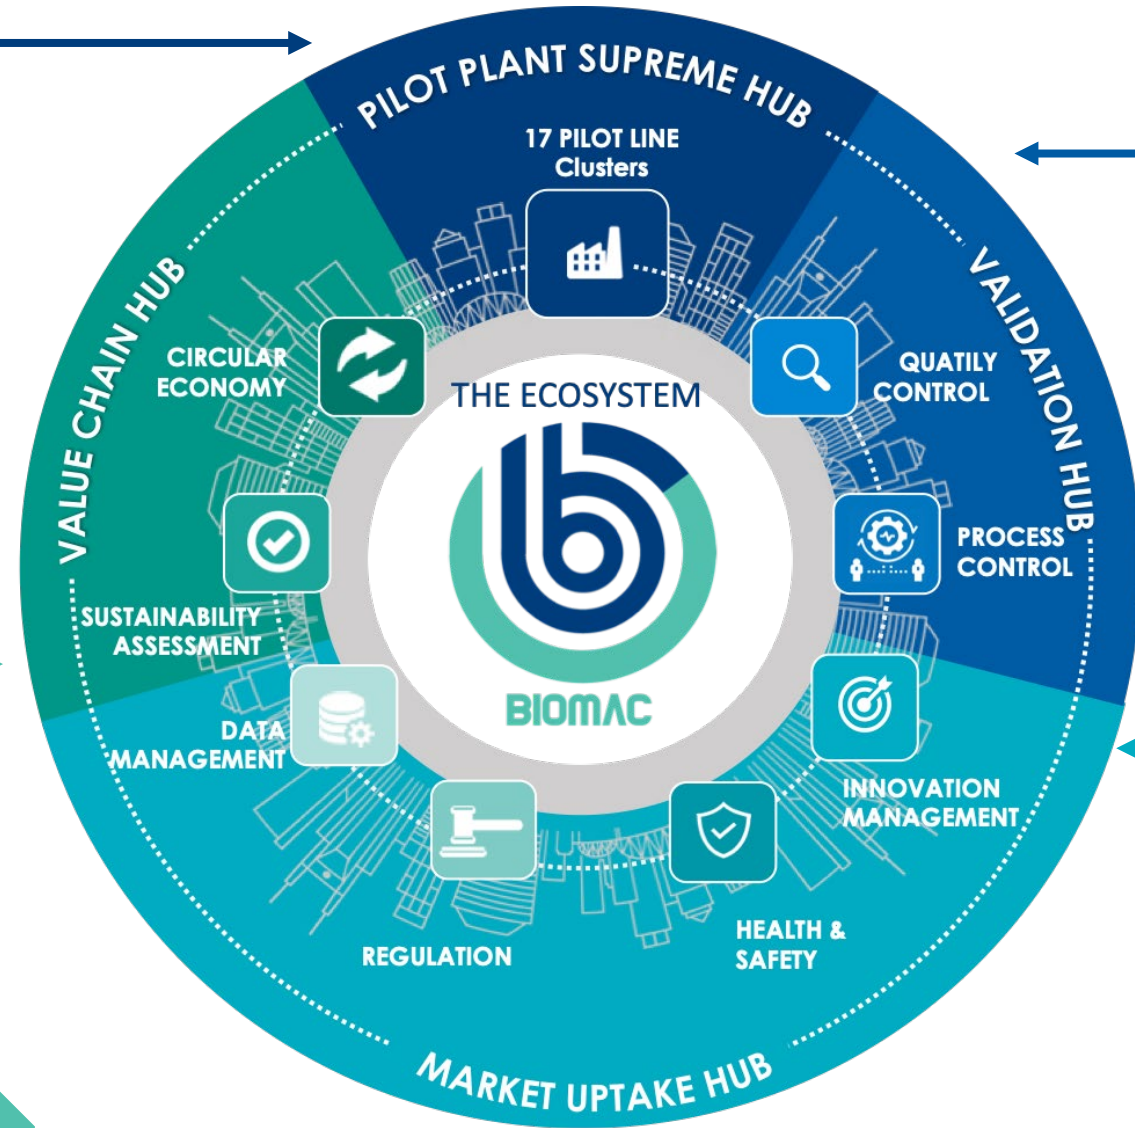 PILOT PLANT SUPREME HUB
17 PILOT LINE
Clusters
VALIDATION HUB
QUATILY
CONTROL
PROCESS
CONTROL
VALUE CHAIN HUB
CIRCULAR
ECONOMY
SUSTAINABILITY
ASSESSMENT
THE ECOSYSTEM
BIOMAC
DATA
MANAGEMENT
INNOVATION
MANAGEMENT
REGULATION
HEALTH &
SAFETY
MARKET UPTAKE HUB